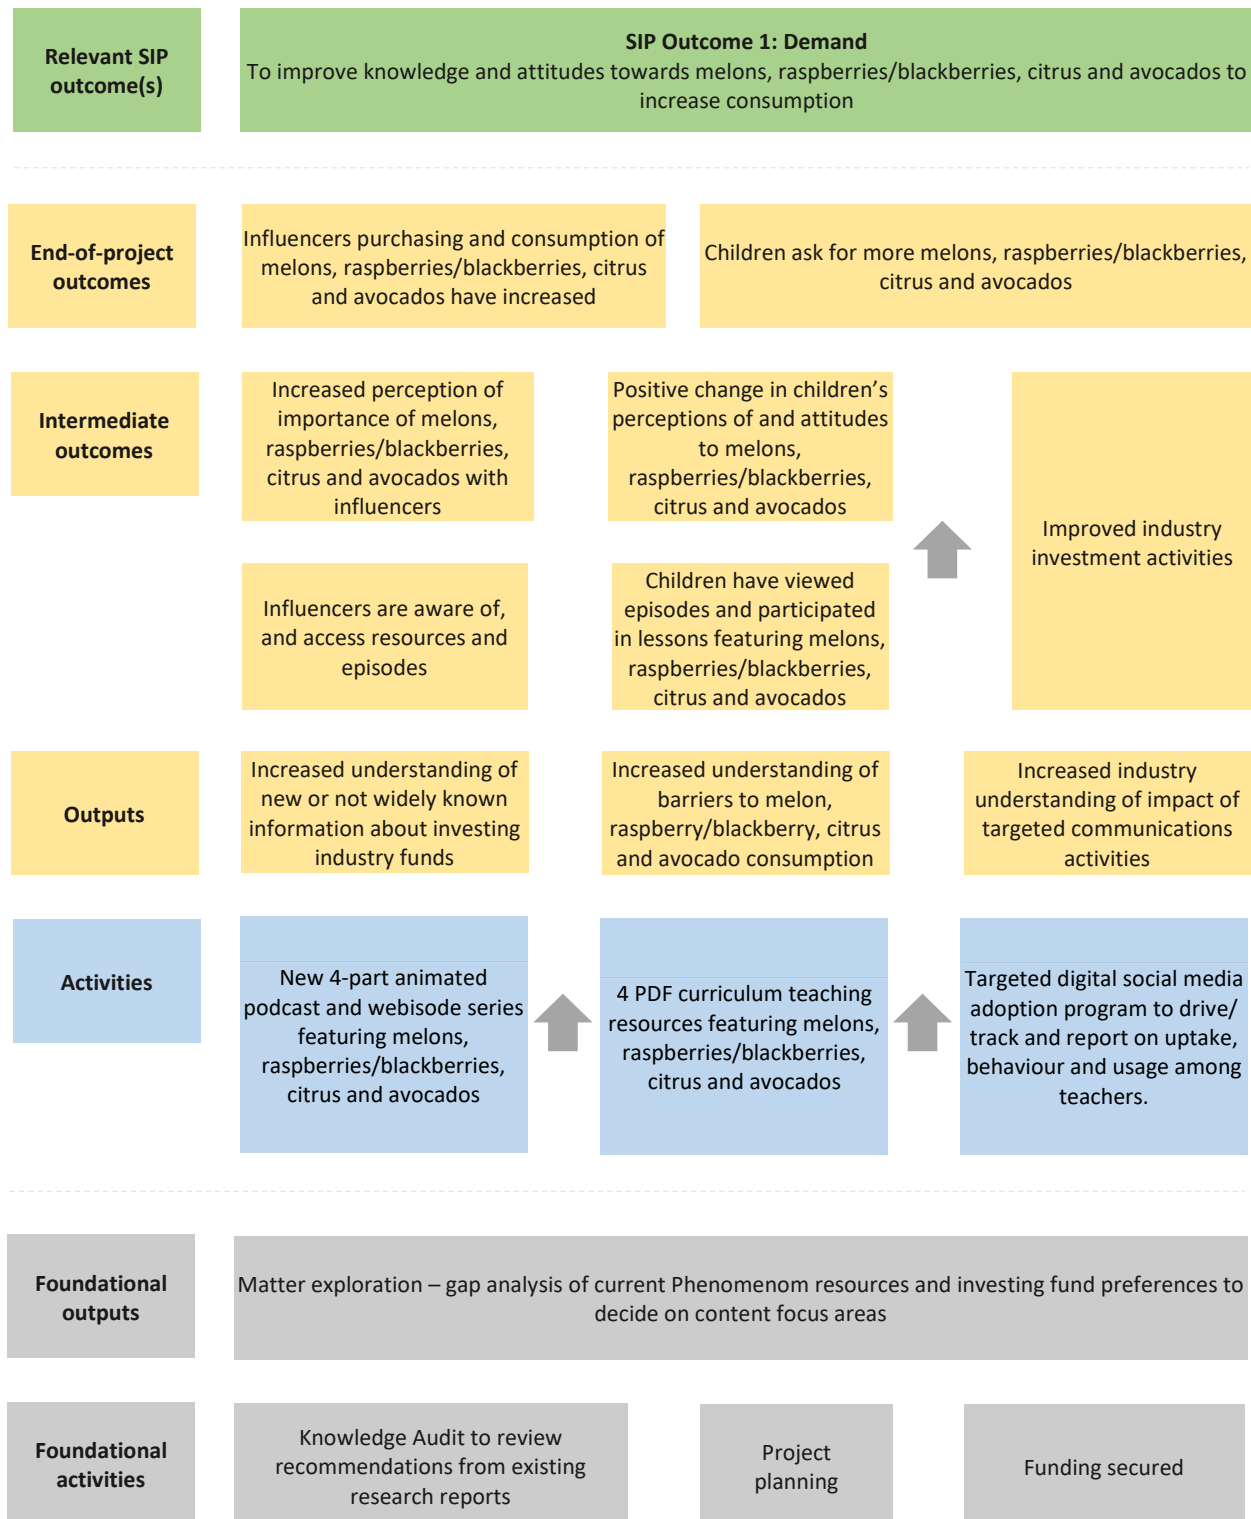 Relevant SIP
outcome(s)
SIP Outcome 1: Demand
To improve knowledge and attitudes towards melons, raspberries/blackberries, citrus and avocados to
increase consumption
End-of-project
outcomes
Influencers purchasing and consumption of
melons, raspberries/blackberries, citrus
and avocados have increased
Children ask for more melons, raspberries/blackberries,
citrus and avocados
Intermediate
outcomes
Increased perception of
importance of melons,
raspberries/blackberries,
citrus and avocados with
influencers
Positive change in children’s
perceptions of and attitudes
to melons,
raspberries/blackberries,
citrus and avocados
Improved industry
investment activities
Influencers are aware of,
and access resources and
episodes
Children have viewed
episodes and participated
in lessons featuring melons,
raspberries/blackberries,
citrus and avocados
Outputs
Increased understanding of
new or not widely known
information about investing
industry funds
Increased understanding of
barriers to melon,
raspberry/blackberry, citrus
and avocado consumption
Increased industry
understanding of impact of
targeted communications
activities
Activities
New 4-part animated
podcast and webisode series
featuring melons,
raspberries/blackberries,
citrus and avocados
4 PDF curriculum teaching
resources featuring melons,
raspberries/blackberries,
citrus and avocados
Targeted digital social media
adoption program to drive/
track and report on uptake,
behaviour and usage among
teachers.
Foundational
outputs
Matter exploration – gap analysis of current Phenomenom resources and investing fund preferences to
decide on content focus areas
Foundational
activities
Knowledge Audit to review
recommendations from existing
research reports
Project
planning
Funding secured